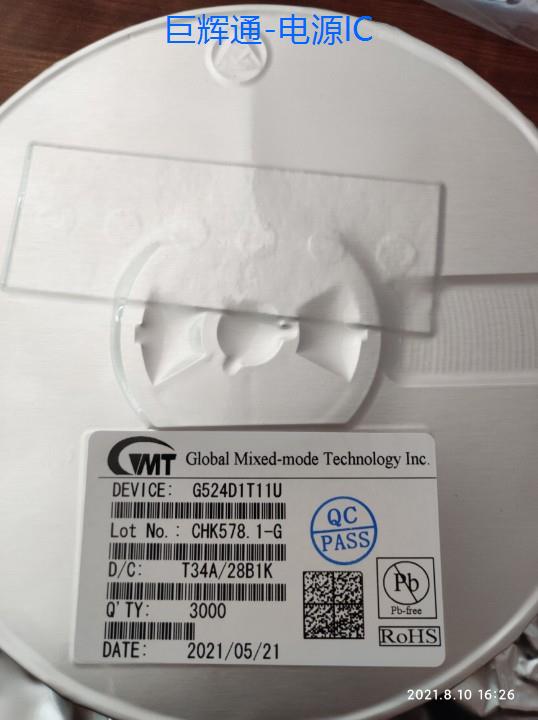 巨辉通-电源IC
GMT Global Mixed-mode Technology Inc.
DEVICE: G524D1T11U
Lot No.: CHK578.1-G
QC
PASS
D/C: T34A/28B1K
Pb
Pb-free
Q'TY: 3000
RoHS
DATE: 2021/05/21
2021.8.10 16:26